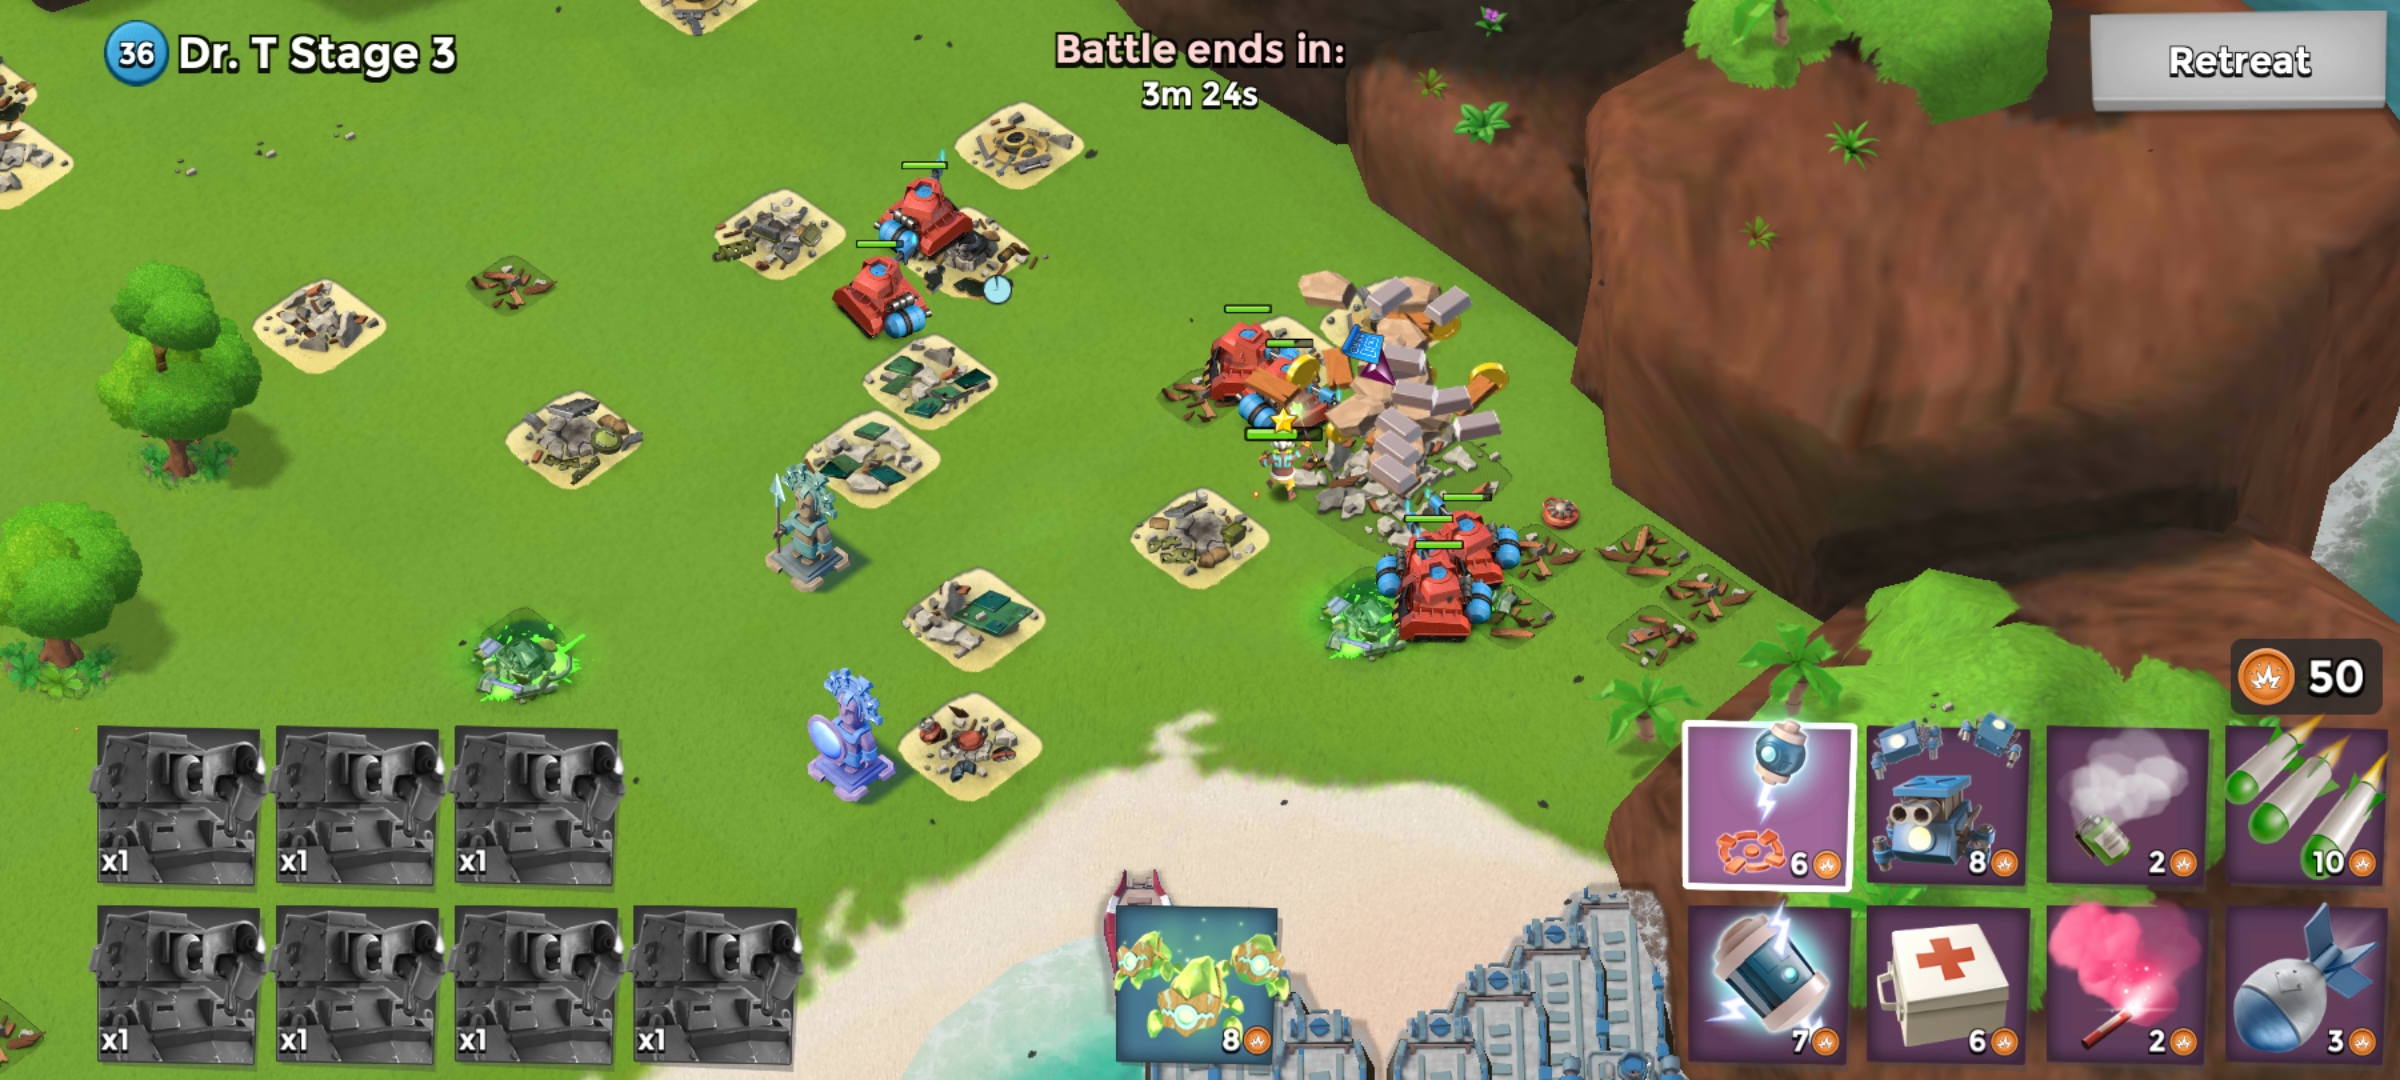 36 Dr. T Stage 3
Battle ends in:
3m 24s
Retreat
50
6
8
2
10
x1
x1
x1
x1
x1
x1
x1
8
7
6
2
3